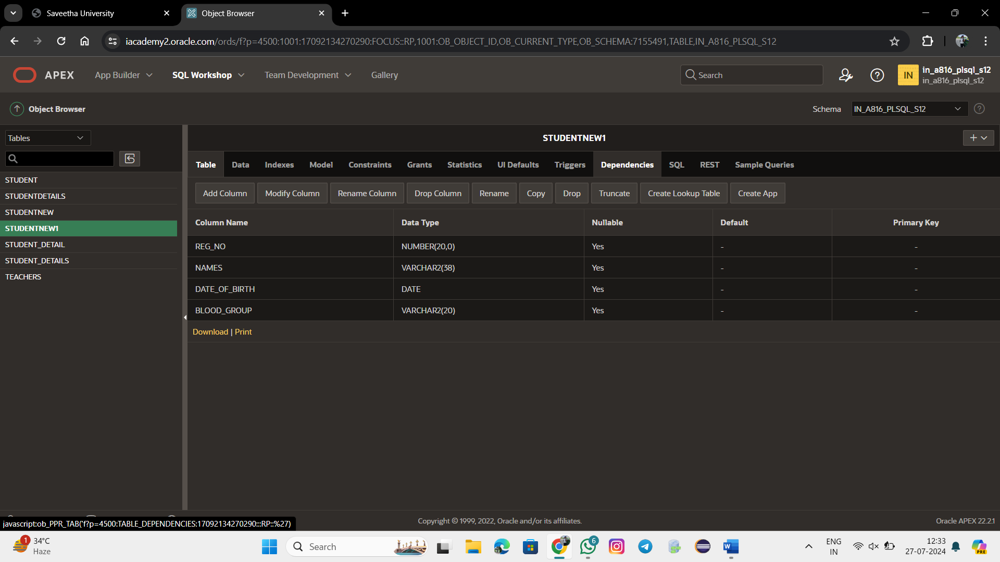 Saveetha University
Object Browser
iacademy2.oracle.com/ords/f?p=4500:1001:17092134270290:FOCUS::RP,1001:OB_OBJECT_ID,OB_CURRENT_TYPE,OB_SCHEMA:7155491,TABLE,IN_A816_PLSQL_S12
APEX App Builder SQL Workshop Team Development Gallery Search IN in_a816_plsql_s12
in_a816_plsql_s12
Object Browser Schema IN_A816_PLSQL_S12
Tables
STUDENT
STUDENTDETAILS
STUDENTNEW
STUDENTNEW1
STUDENT_DETAIL
STUDENT_DETAILS
TEACHERS
STUDENTNEW1
Table Data Indexes Model Constraints Grants Statistics UI Defaults Triggers Dependencies SQL REST Sample Queries
Add Column Modify Column Rename Column Drop Column Rename Copy Drop Truncate Create Lookup Table Create App
Column Name Data Type Nullable Default Primary Key
REG_NO NUMBER(20,0) Yes - -
NAMES VARCHAR2(38) Yes - -
DATE_OF_BIRTH DATE Yes - -
BLOOD_GROUP VARCHAR2(20) Yes - -
Download | Print
javascript:ob_PPR_TAB('f?p=4500:TABLE_DEPENDENCIES:17092134270290:::RP::%27)
Copyright © 1999, 2022, Oracle and/or its affiliates.
Oracle APEX 22.2.1
1 34°C
Haze
Search
6
W
ENG
IN
12:33
27-07-2024
PRE